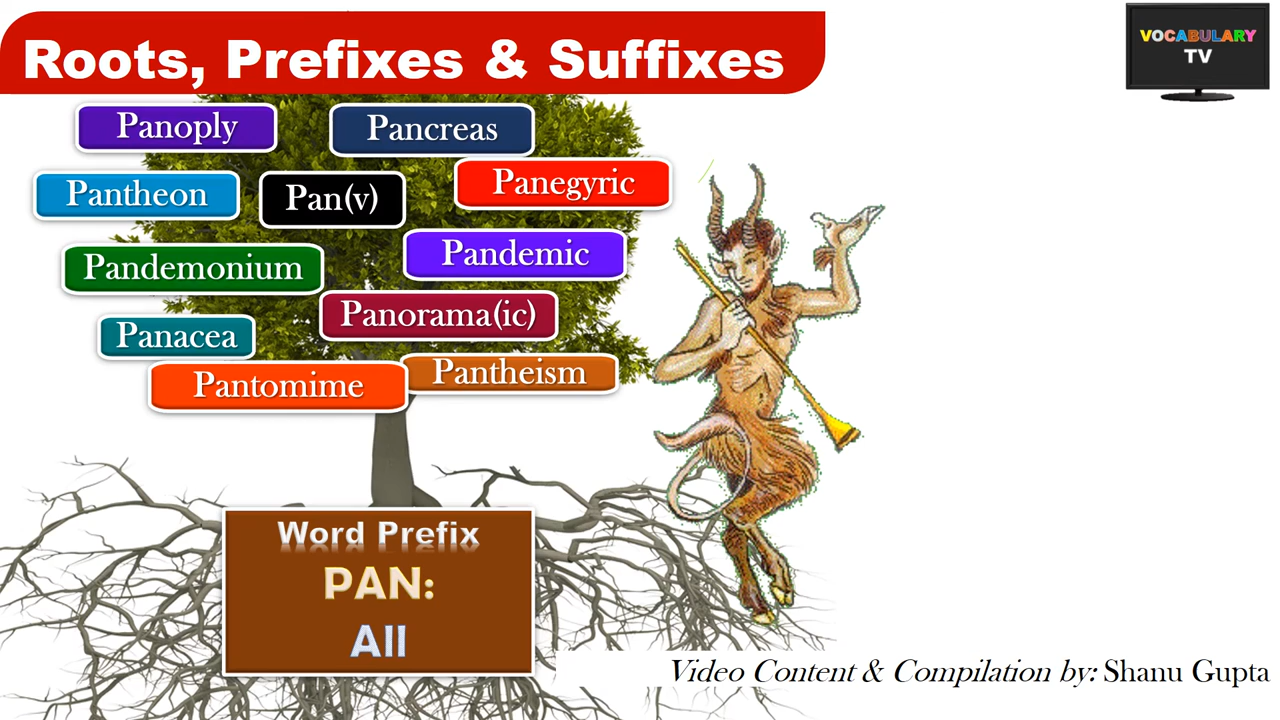 Roots, Prefixes & Suffixes
VOCABULARY
TV
Panoply
Pancreas
Pantheon
Pan(v)
Panegyric
Pandemonium
Pandemic
Panacea
Panorama(ic)
Pantomime
Pantheism
Word Prefix
PAN:
All
Video Content & Compilation by: Shanu Gupta